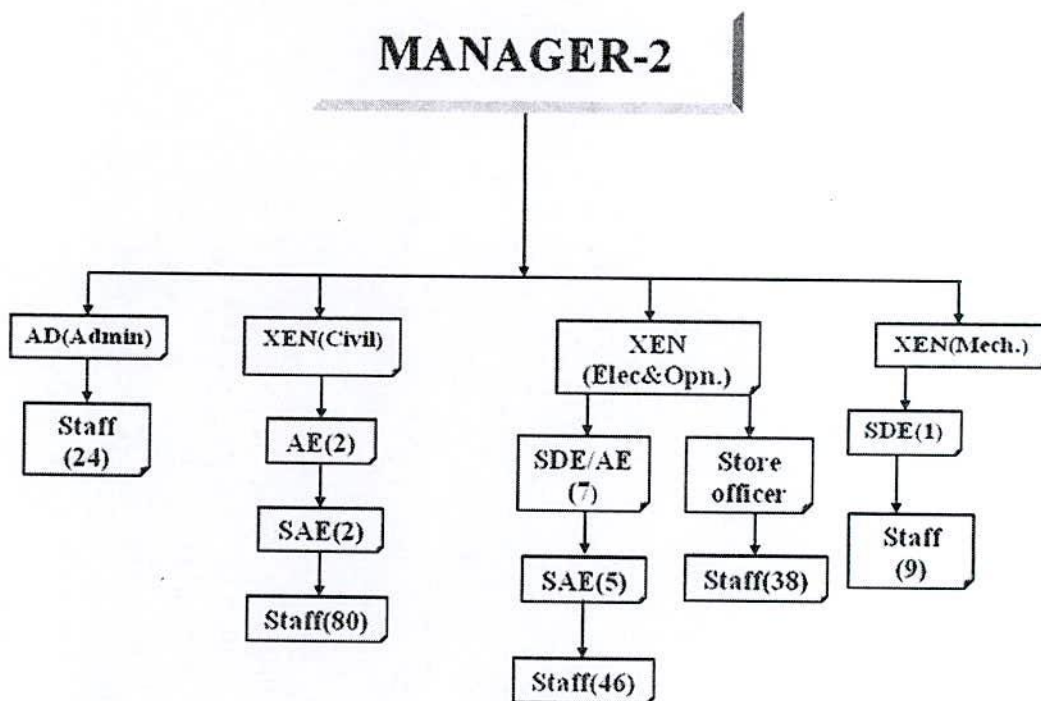 MANAGER-2
AD(Admin)
XEN(Civil)
XEN
(Elec&Opn.)
XEN(Mech.)
Staff
(24)
AE(2)
SDE/AE
(7)
Store
officer
SDE(1)
SAE(2)
SAE(5)
Staff(38)
Staff
(9)
Staff(80)
Staff(46)